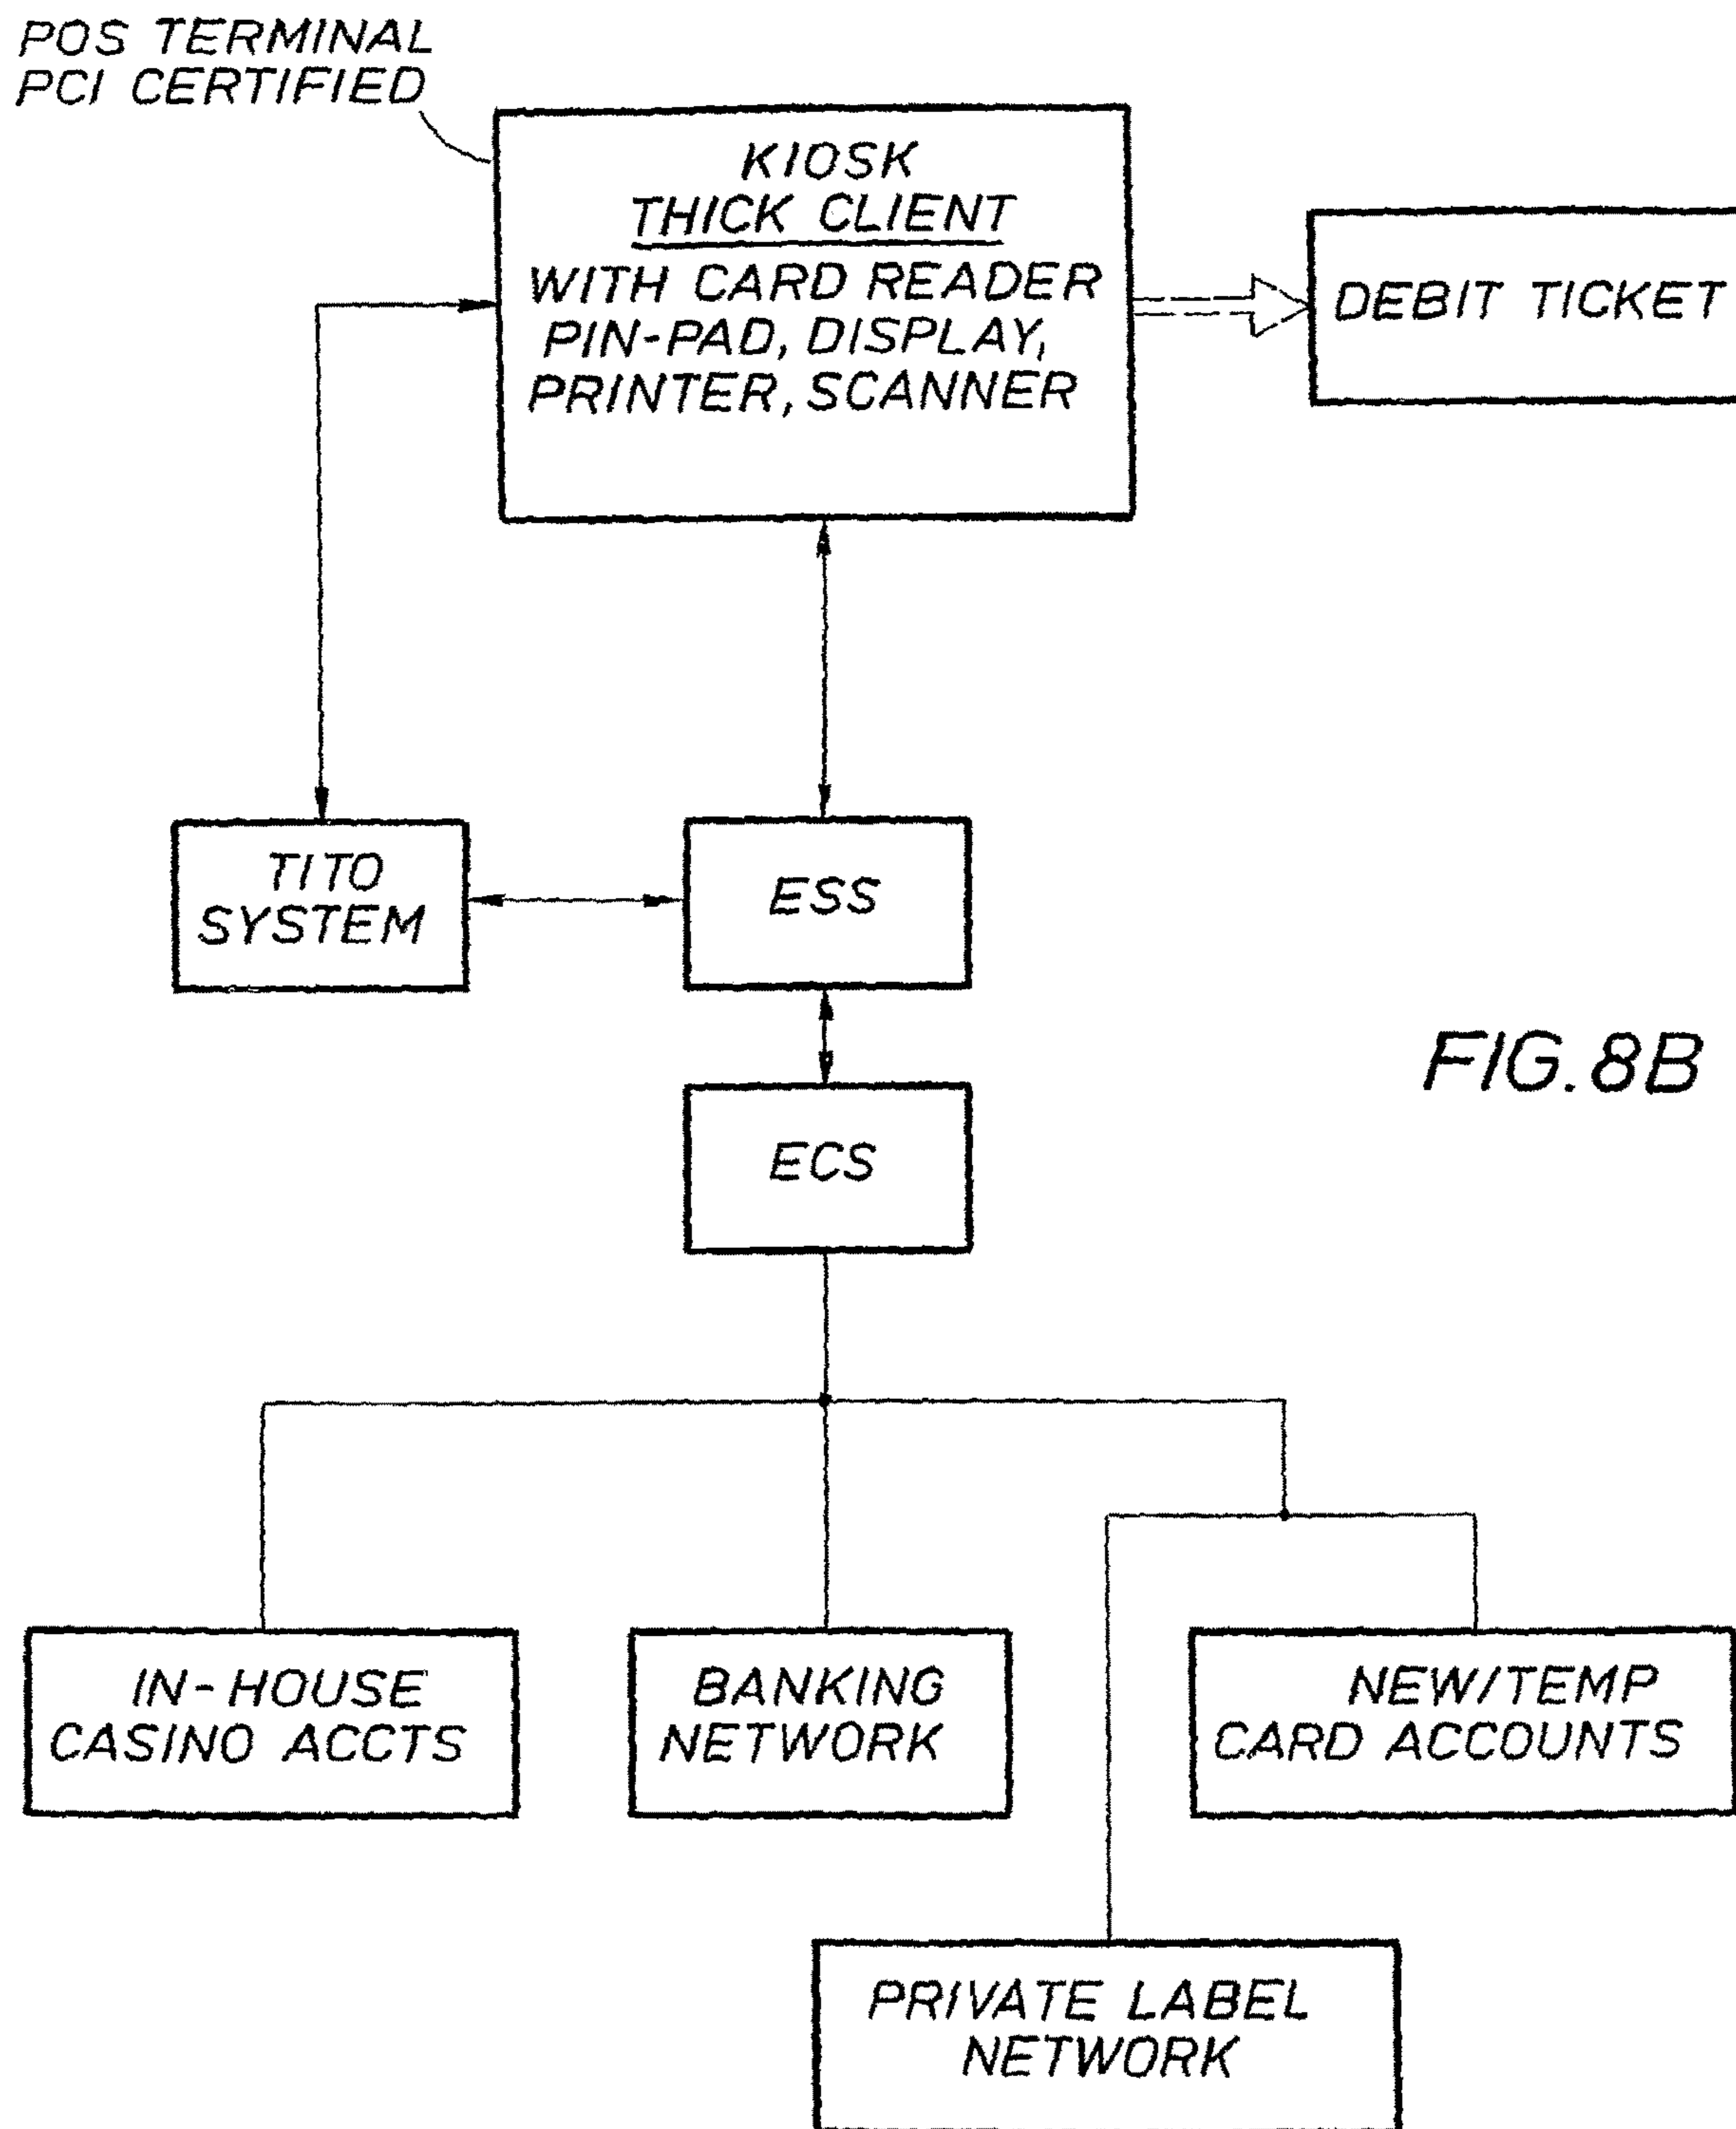 POS TERMINAL
PCI CERTIFIED
KIOSK
THICK CLIENT
WITH CARD READER
PIN-PAD, DISPLAY,
PRINTER, SCANNER
DEBIT TICKET
TITO
SYSTEM
ESS
FIG. 8B
ECS
IN-HOUSE
CASINO ACCTS
BANKING
NETWORK
NEW/TEMP
CARD ACCOUNTS
PRIVATE LABEL
NETWORK